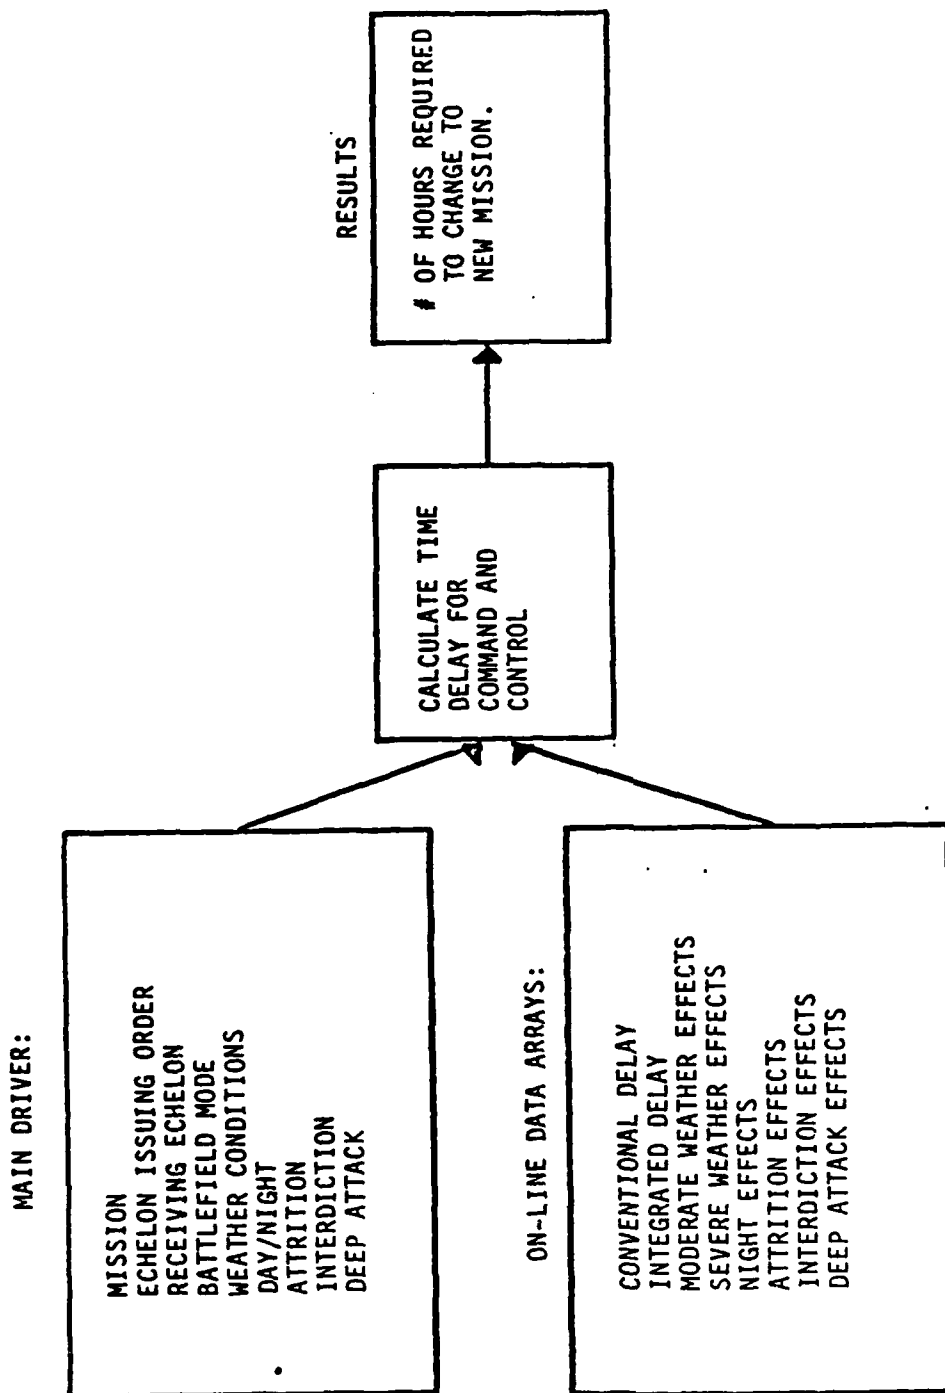 MAIN DRIVER:
MISSION
ECHELON ISSUING ORDER
RECEIVING ECHELON
BATTLEFIELD MODE
WEATHER CONDITIONS
DAY/NIGHT
ATTRITION
INTERDICTION
DEEP ATTACK
ON-LINE DATA ARRAYS:
CONVENTIONAL DELAY
INTEGRATED DELAY
MODERATE WEATHER EFFECTS
SEVERE WEATHER EFFECTS
NIGHT EFFECTS
ATTRITION EFFECTS
INTERDICTION EFFECTS
DEEP ATTACK EFFECTS
CALCULATE TIME
DELAY FOR
COMMAND AND
CONTROL
RESULTS
# OF HOURS REQUIRED
TO CHANGE TO
NEW MISSION.